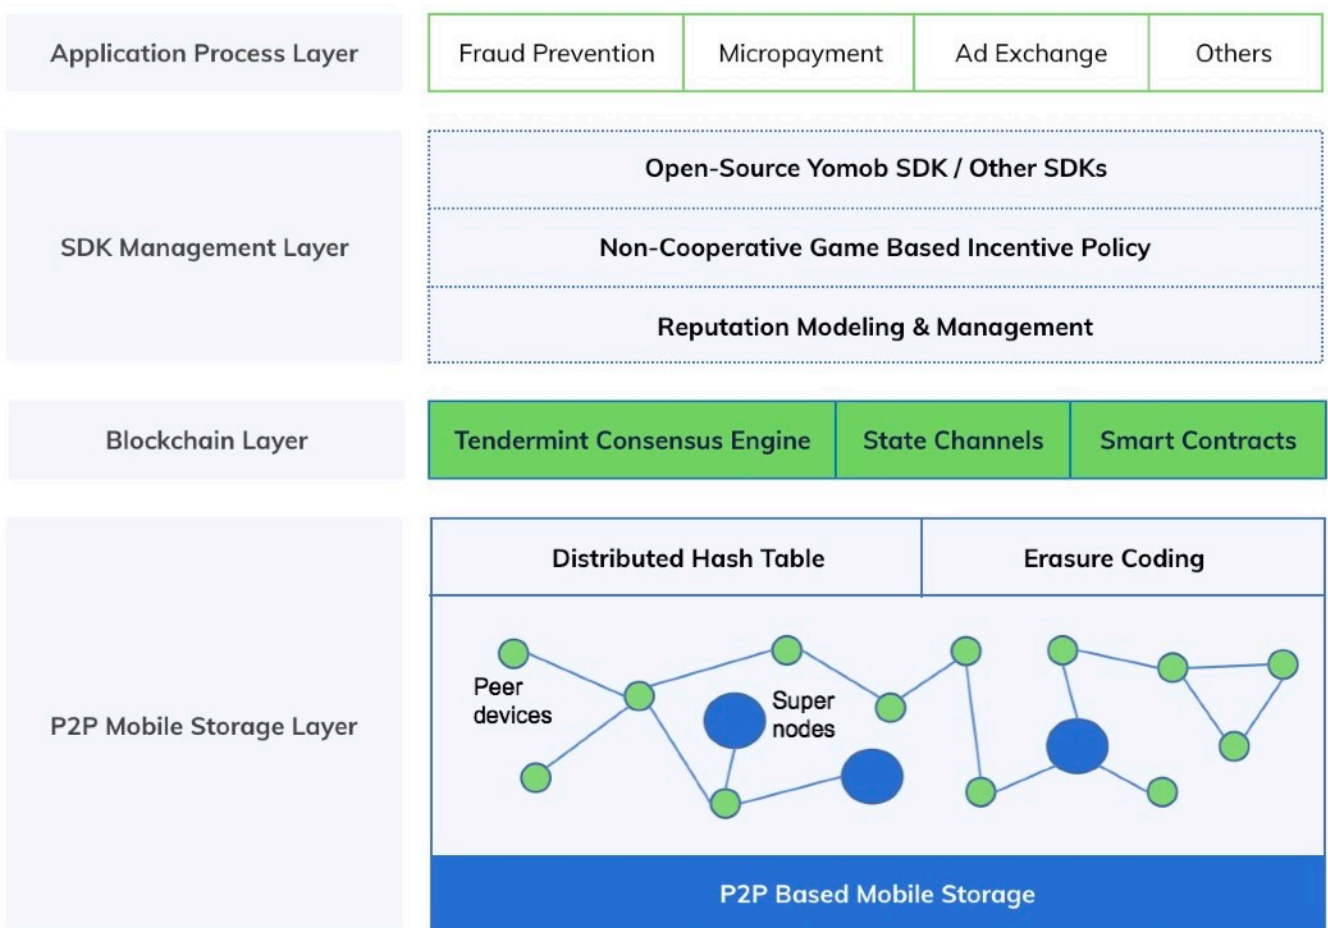 Application Process Layer
Fraud Prevention
Micropayment
Ad Exchange
Others
SDK Management Layer
Open-Source Yomob SDK / Other SDKs
Non-Cooperative Game Based Incentive Policy
Reputation Modeling & Management
Blockchain Layer
Tendermint Consensus Engine
State Channels
Smart Contracts
P2P Mobile Storage Layer
Distributed Hash Table
Erasure Coding
Peer
devices
Super
nodes
P2P Based Mobile Storage